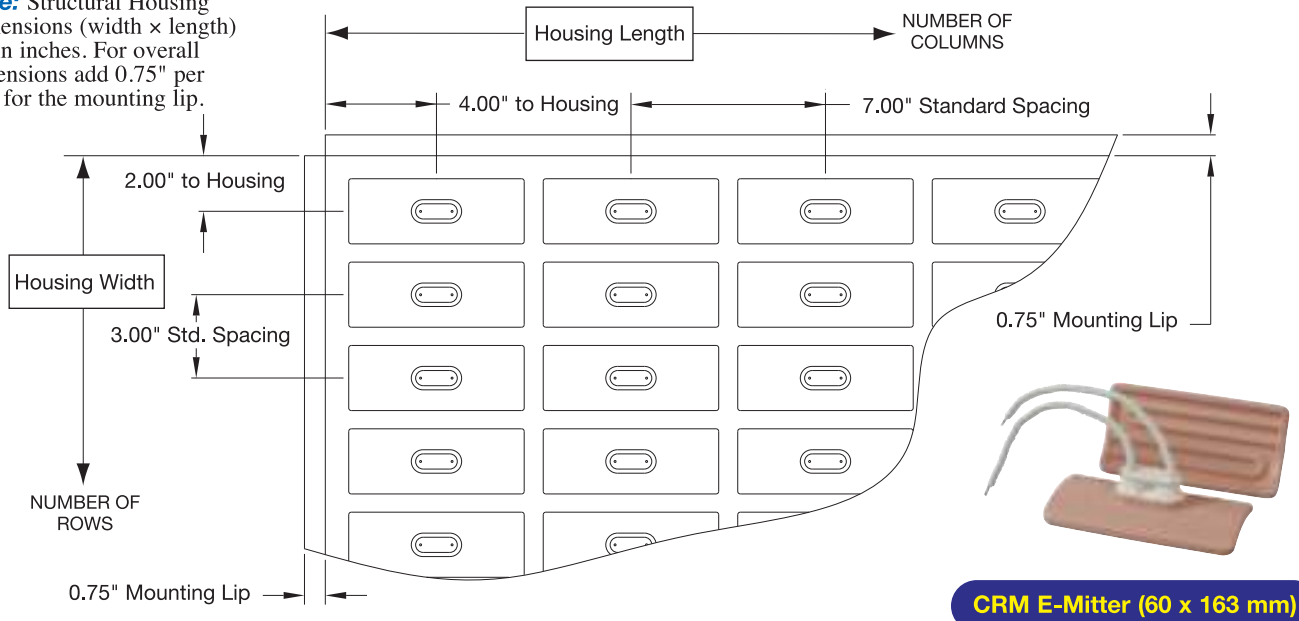 Structural Housing
(width × length)
in inches. For overall
add 0.75" per
for the mounting lip.
Housing Length
NUMBER OF
COLUMNS
4.00" to Housing
7.00" Standard Spacing
2.00" to Housing
Housing Width
3.00" Std. Spacing
0.75" Mounting Lip
NUMBER OF
ROWS
0.75" Mounting Lip
CRM E-Mitter (60 x 163 mm)